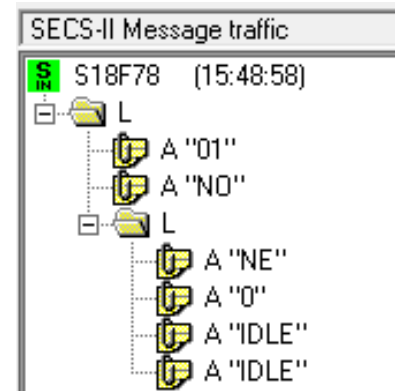 SECS-II Message traffic
S IN S18F78 (15:48:58)
L
A "01"
A "NO"
L
A "NE"
A "0"
A "IDLE"
A "IDLE"